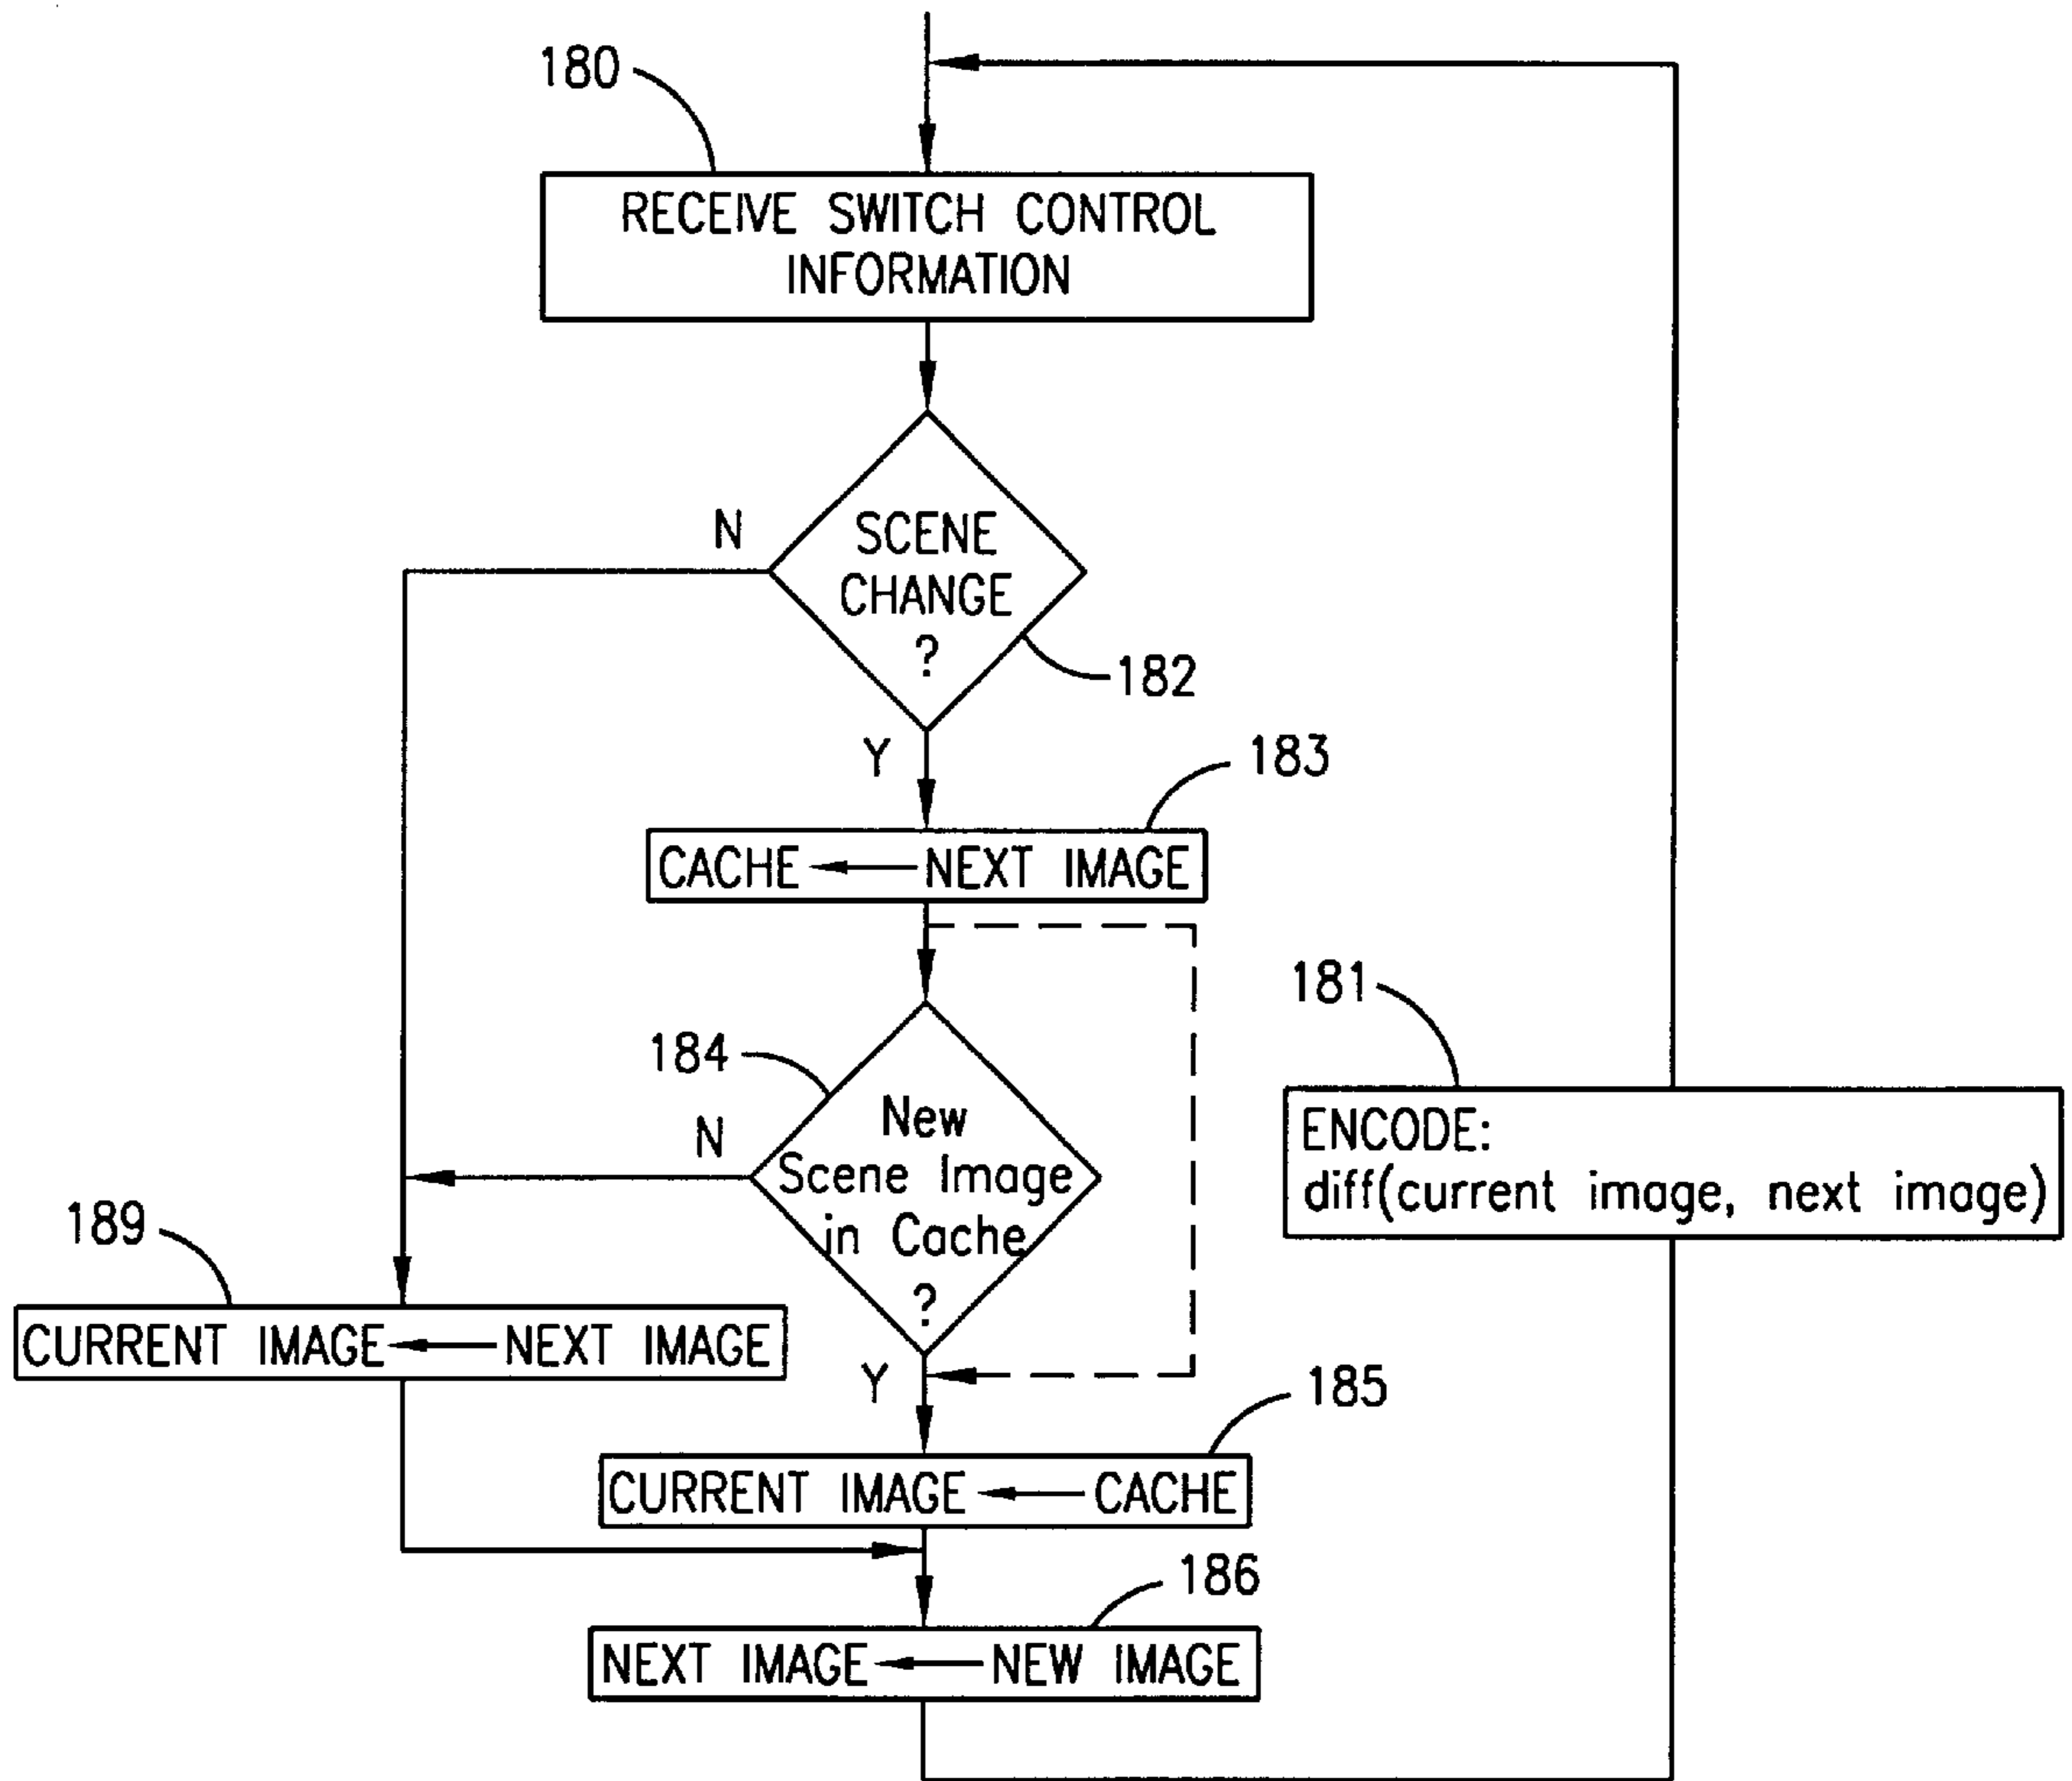 180
RECEIVE SWITCH CONTROL
INFORMATION
N
SCENE
CHANGE
?
182
Y
183
CACHE ← NEXT IMAGE
181
184
N
New
Scene Image
in Cache
?
ENCODE:
diff(current image, next image)
189
CURRENT IMAGE ← NEXT IMAGE
Y
185
CURRENT IMAGE ← CACHE
186
NEXT IMAGE ← NEW IMAGE